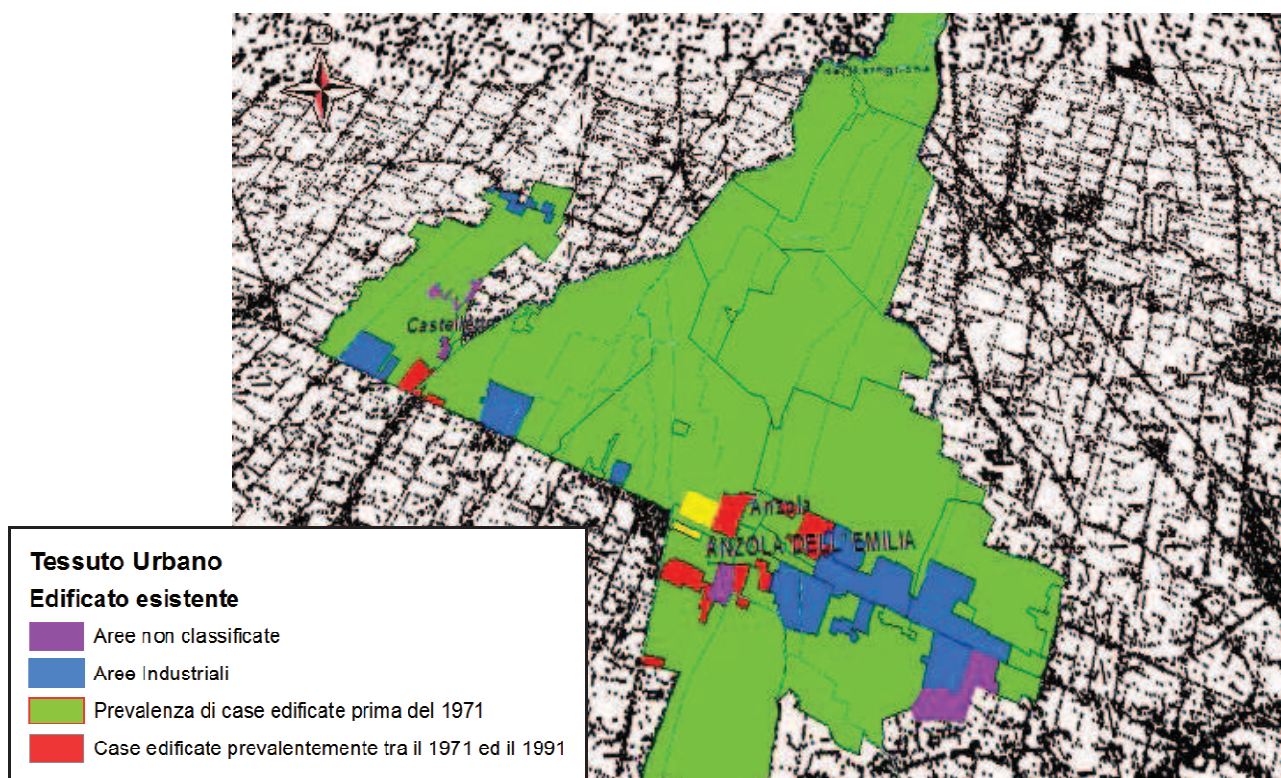 Anzola
ANZOLA DELL'EMILIA
Tessuto Urbano
Edificato esistente
Aree non classificate
Aree Industriali
Prevalenza di case edificate prima del 1971
Case edificate prevalentemente tra il 1971 ed il 1991